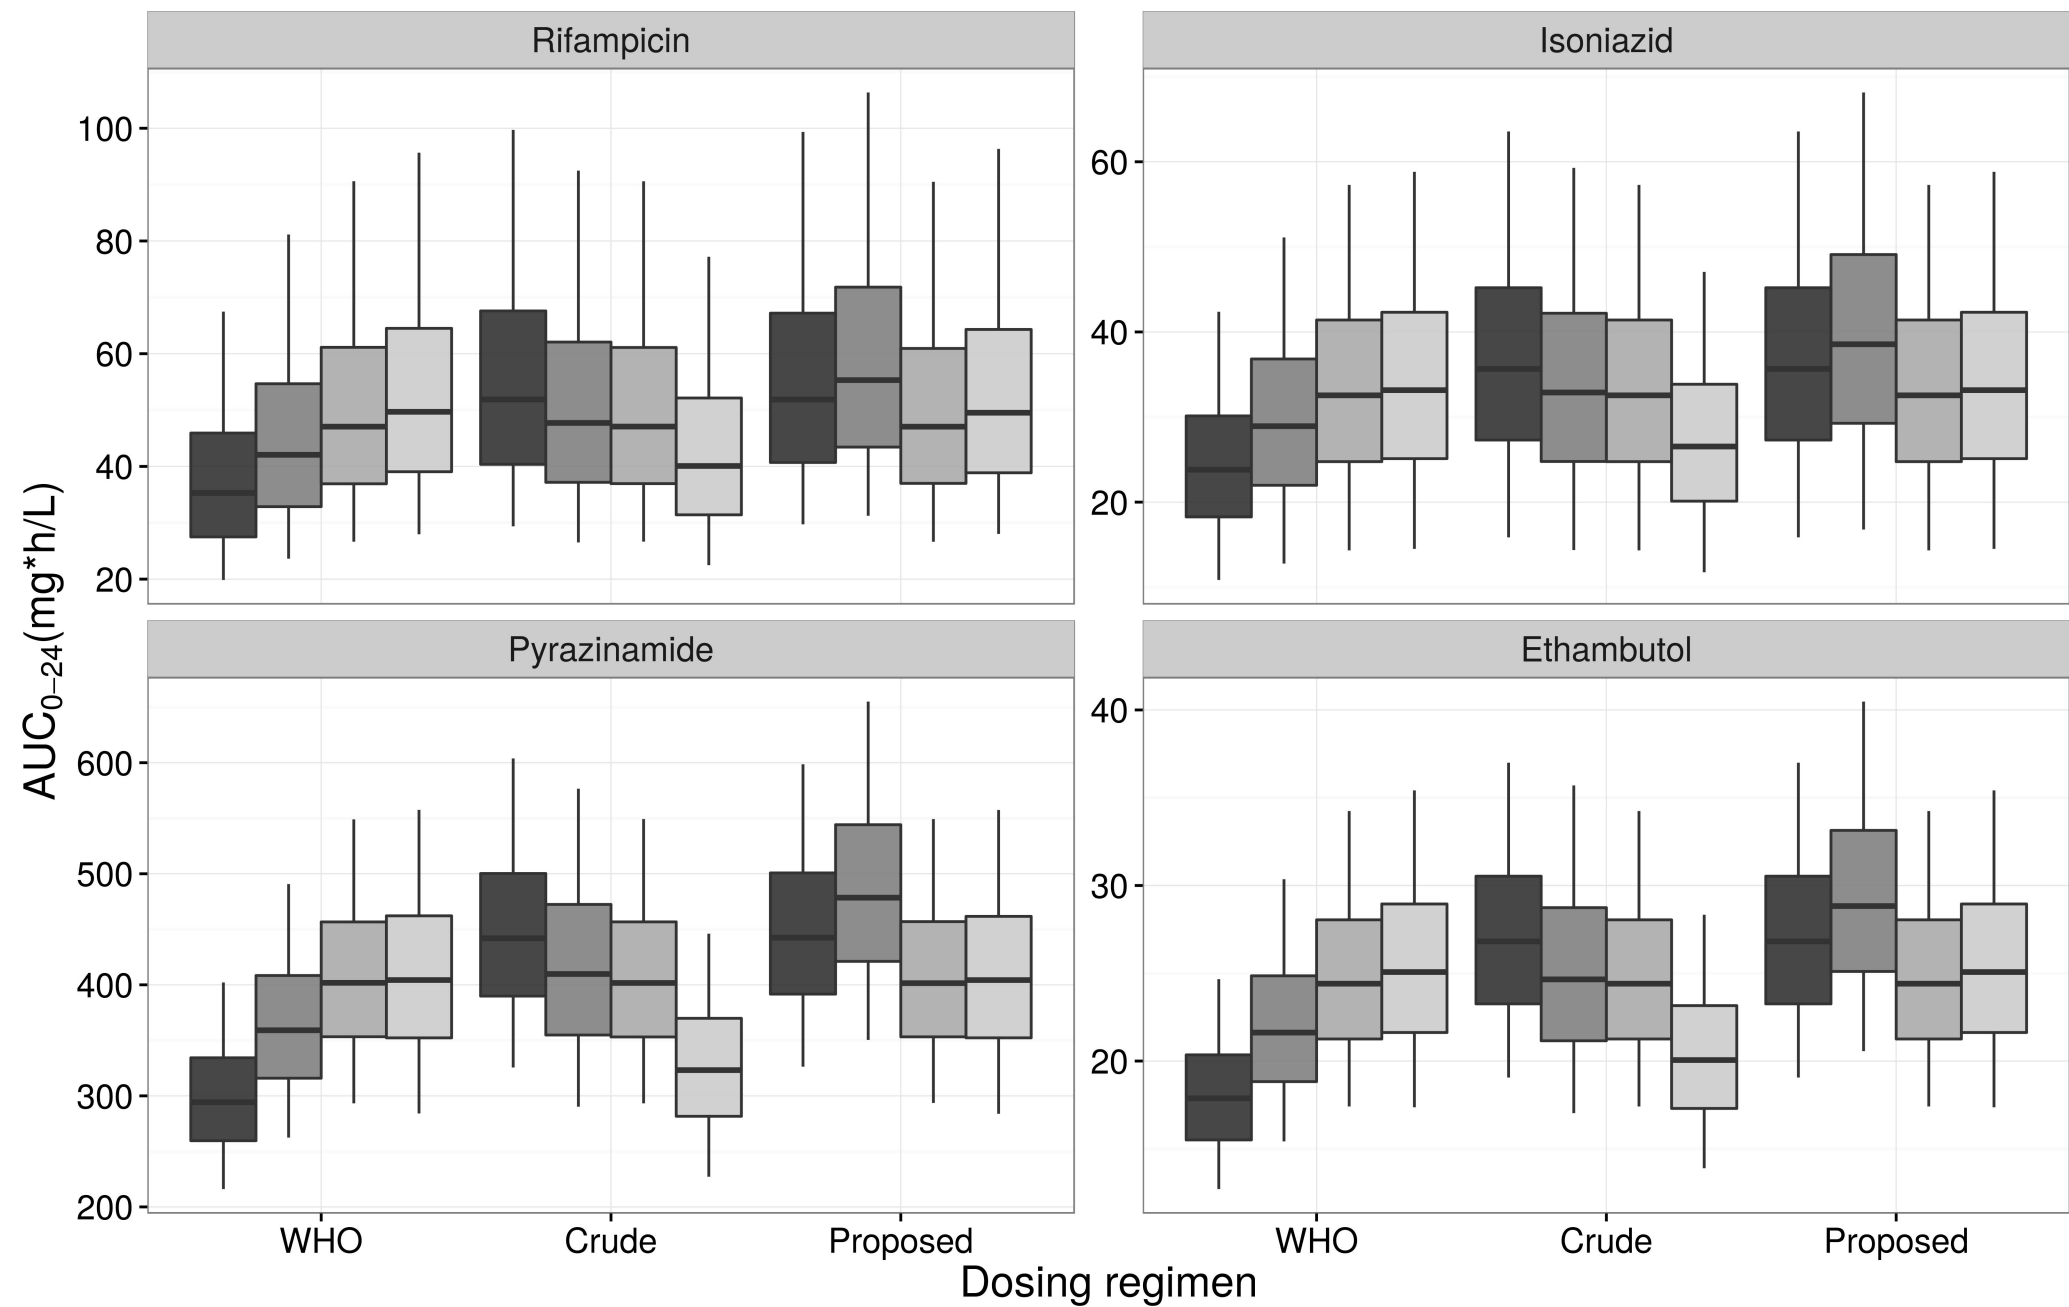 Rifampicin
Isoniazid
100
80
60
40
20
60
40
20
Pyrazinamide
Ethambutol
600
500
400
300
200
40
30
20
AUC0−24(mg*h/L)
WHO Crude Proposed
WHO Crude Proposed
Dosing regimen